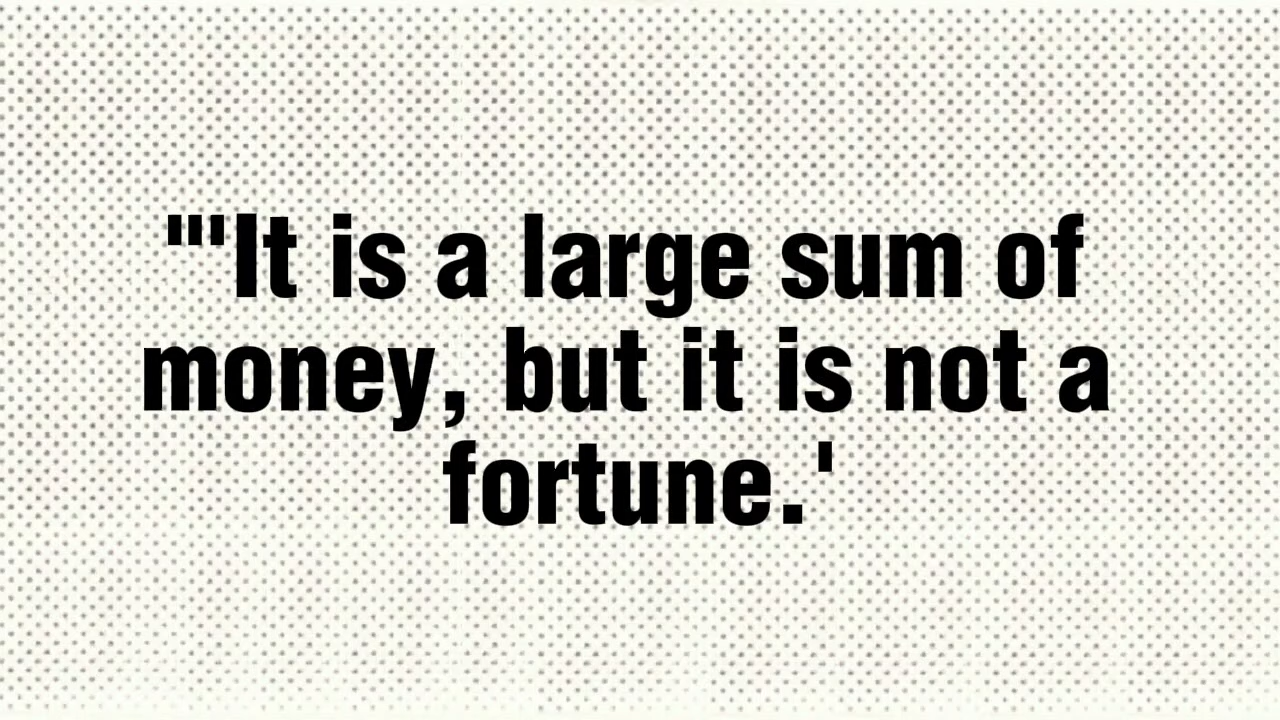 "'It is a large sum of
money, but it is not a
fortune.'